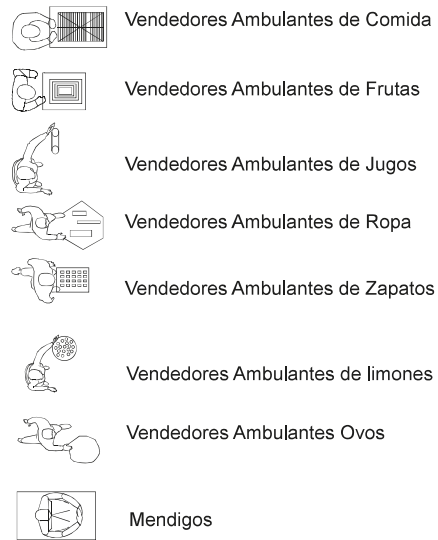 Vendedores Ambulantes de Comida
Vendedores Ambulantes de Frutas
Vendedores Ambulantes de Jugos
Vendedores Ambulantes de Ropa
Vendedores Ambulantes de Zapatos
Vendedores Ambulantes de limones
Vendedores Ambulantes Ovos
Mendigos